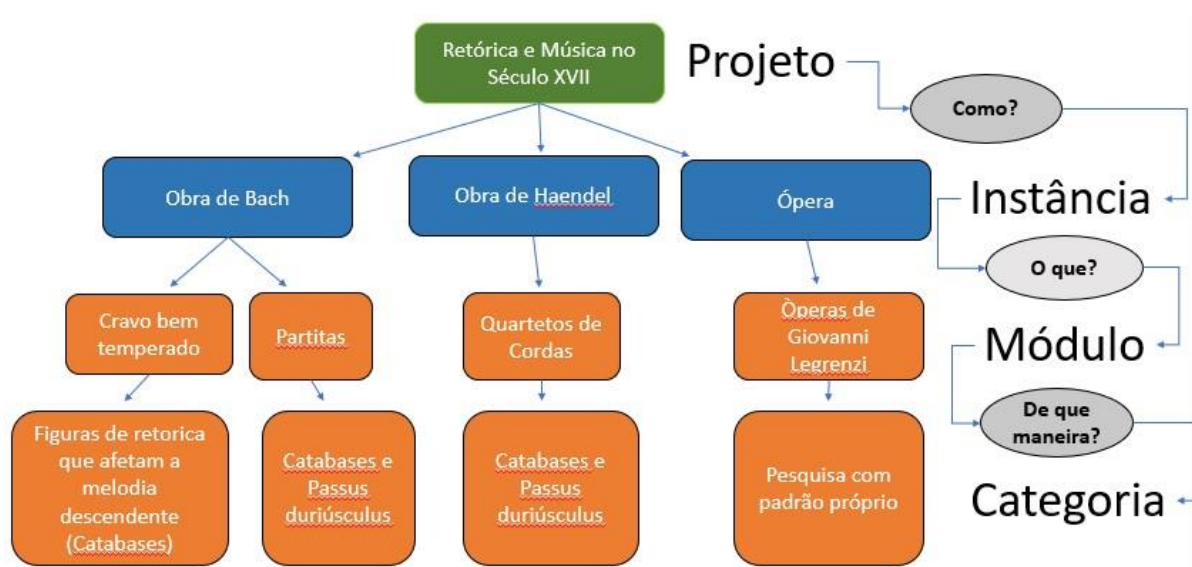 Retórica e Música no
Século XVII
Projeto
Como?
Obra de Bach
Obra de Haendel
Ópera
Instância
O que?
Cravo bem
temperado
Partitas
Quartetos de
Cordas
Òperas de
Giovanni
Legrenzi
Módulo
De que
maneira?
Figuras de retorica
que afetam a
melodia
descendente
(Catabases)
Catabases e
Passus
duriúsculus
Catabases e
Passus
duriúsculus
Pesquisa com
padrão próprio
Categoria